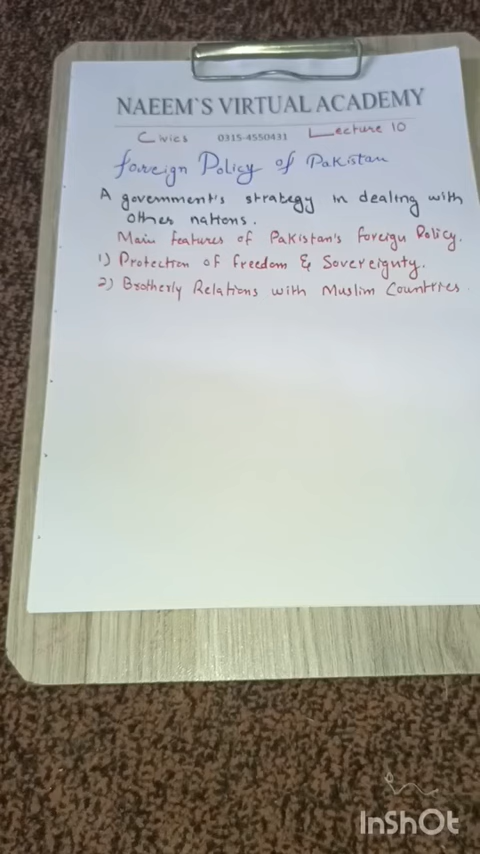 NAEEM`S VIRTUAL ACADEMY
Civics 0315-4550431 Lecture 10
Foreign Policy of Pakistan
A government's strategy in dealing with
other nations.
Main features of Pakistan's Foreign Policy.
1) Protection of freedom & Sovereignty.
2) Brotherly Relations with Muslim Countries.
InShOt